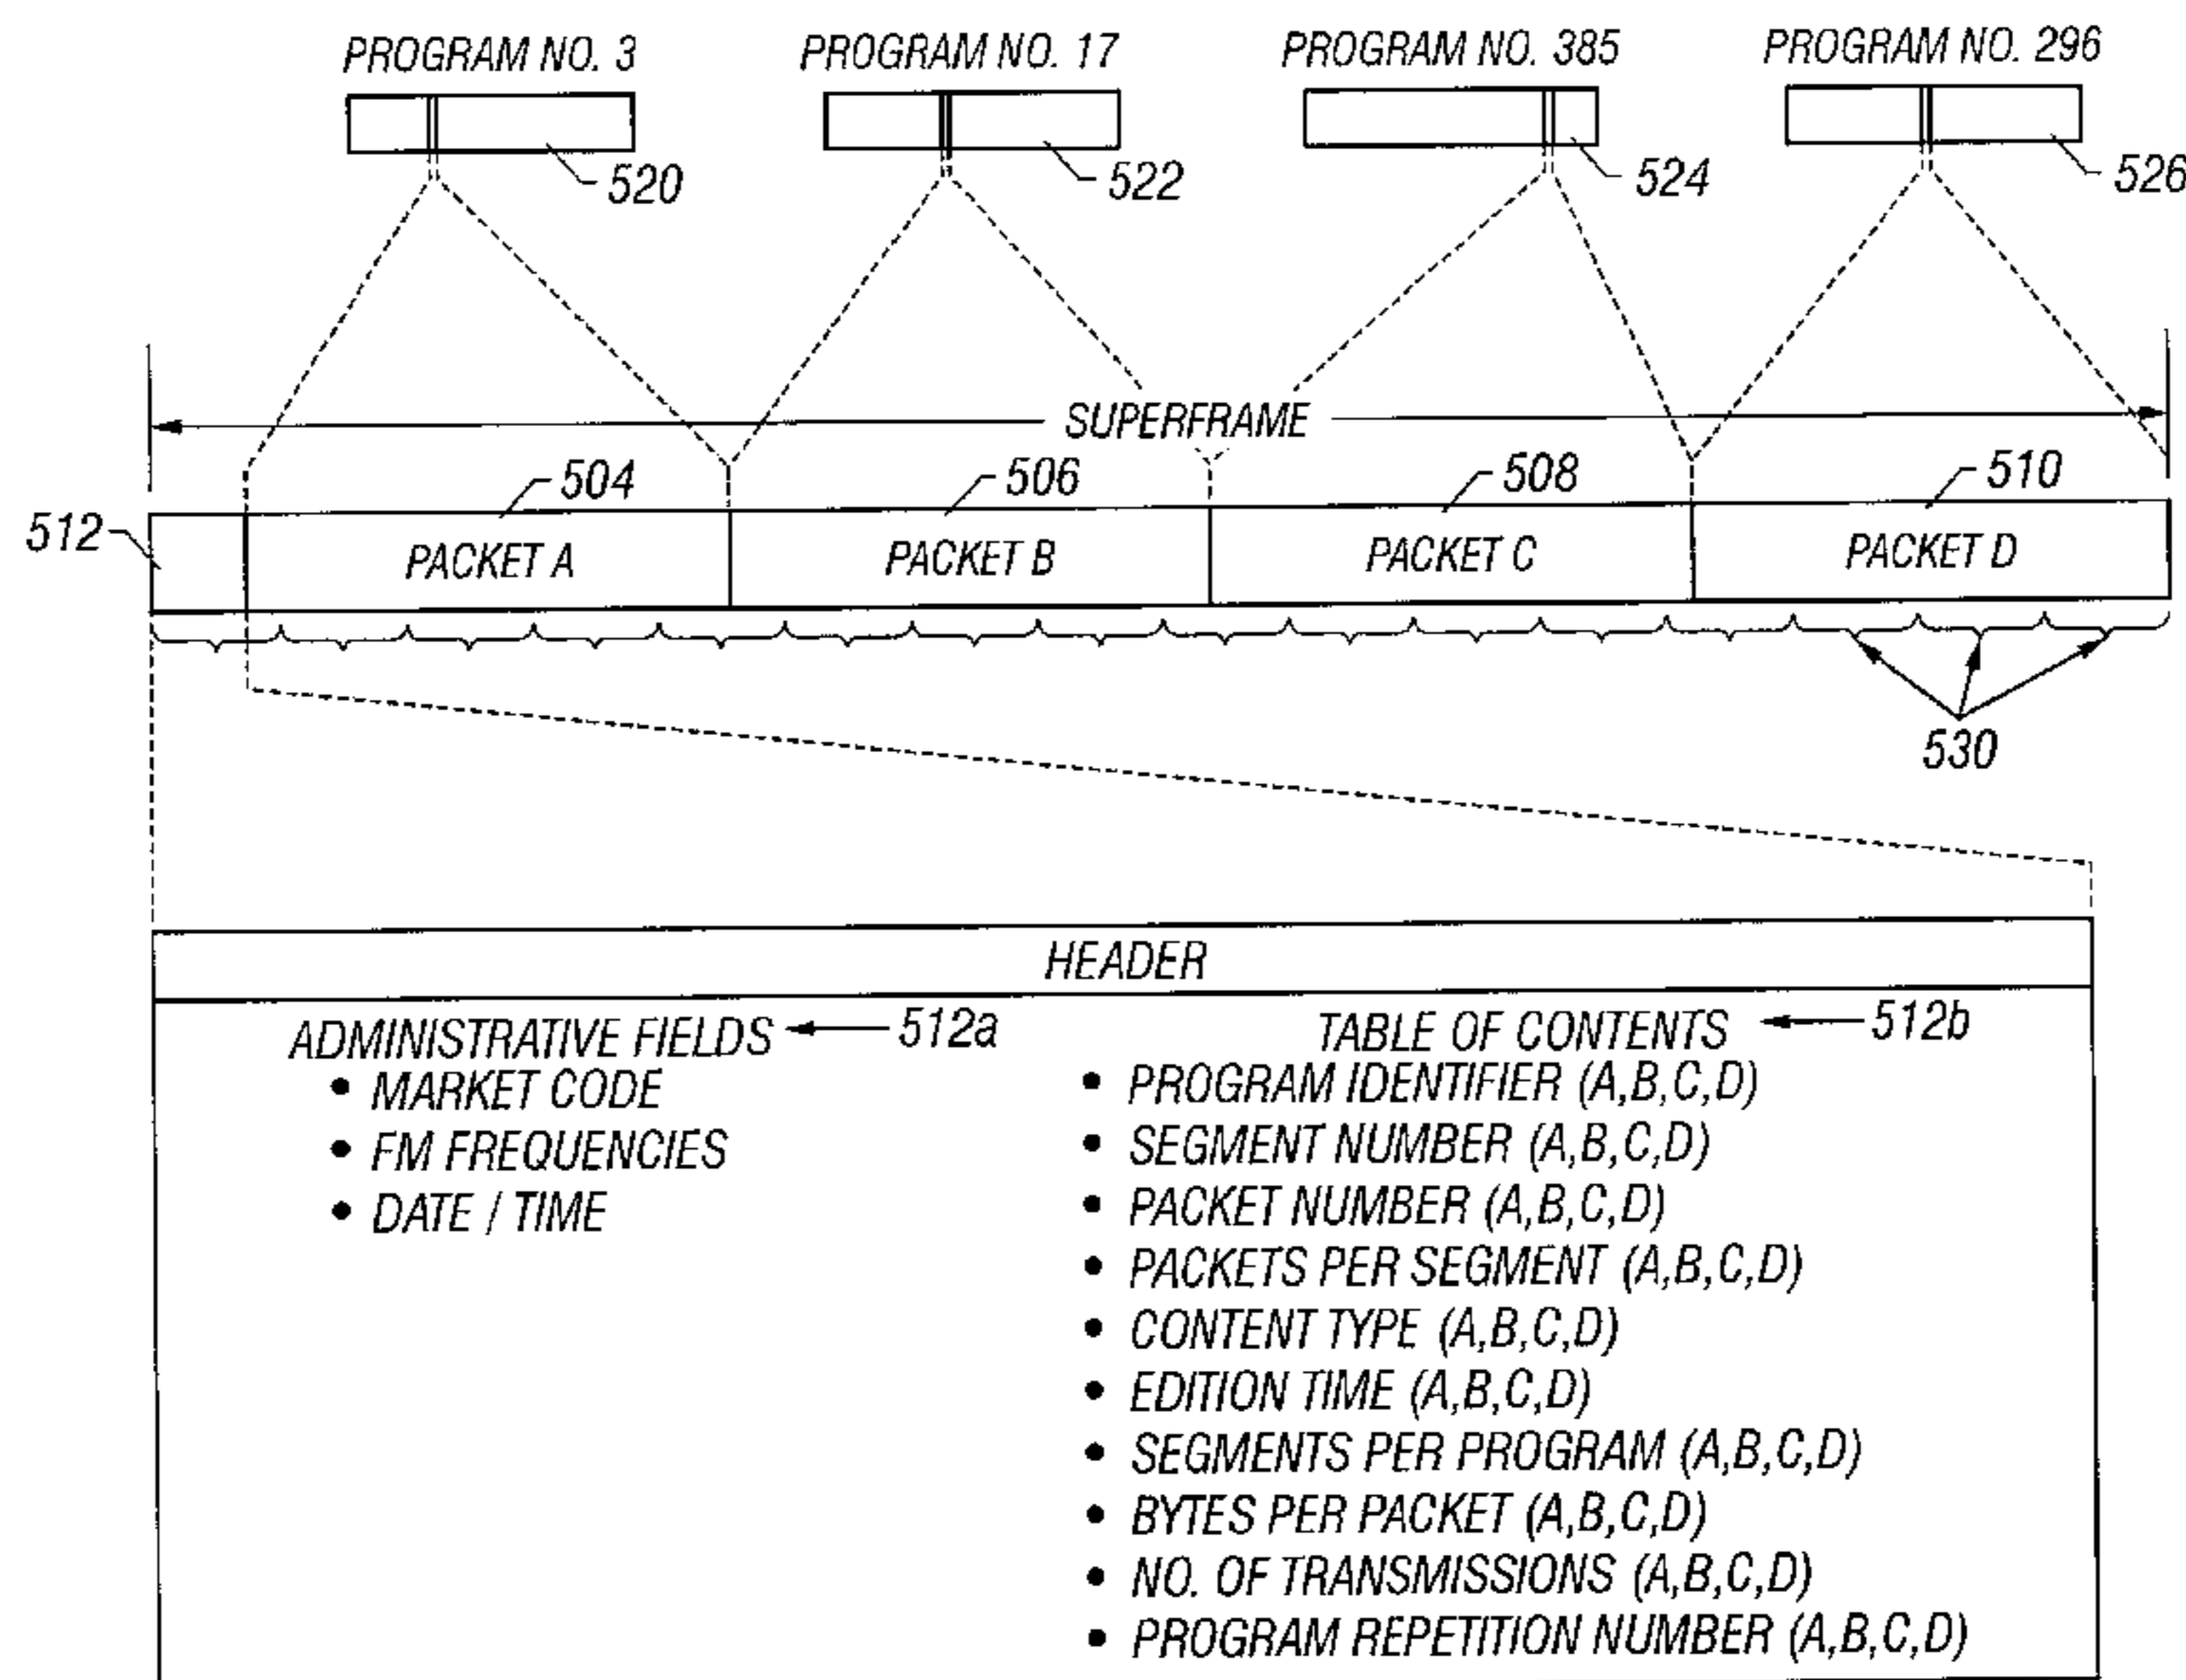 PROGRAM NO. 3 PROGRAM NO. 17 PROGRAM NO. 385 PROGRAM NO. 296
520 522 524 526
SUPERFRAME
504 506 508 510
512 PACKET A PACKET B PACKET C PACKET D
530
HEADER
ADMINISTRATIVE FIELDS 512a
• MARKET CODE
• FM FREQUENCIES
• DATE / TIME
TABLE OF CONTENTS 512b
• PROGRAM IDENTIFIER (A,B,C,D)
• SEGMENT NUMBER (A,B,C,D)
• PACKET NUMBER (A,B,C,D)
• PACKETS PER SEGMENT (A,B,C,D)
• CONTENT TYPE (A,B,C,D)
• EDITION TIME (A,B,C,D)
• SEGMENTS PER PROGRAM (A,B,C,D)
• BYTES PER PACKET (A,B,C,D)
• NO. OF TRANSMISSIONS (A,B,C,D)
• PROGRAM REPETITION NUMBER (A,B,C,D)